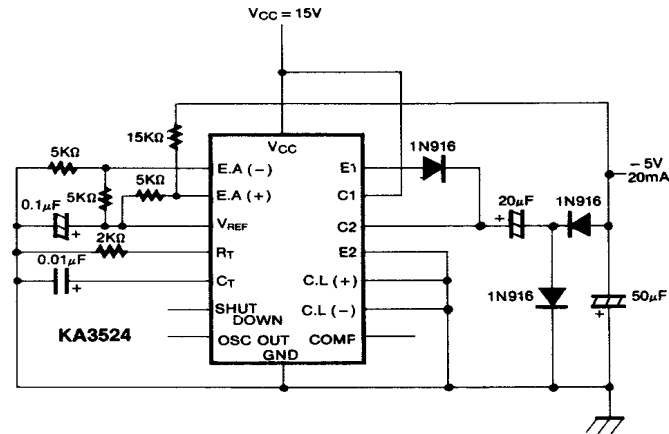 VCC = 15V
15KΩ
VCC
5KΩ
E.A (−)
E1
1N916
− 5V
20mA
5KΩ
5KΩ
E.A (+)
C1
0.1μF
+
VREF
C2
+
20μF
1N916
2KΩ
RT
E2
0.01μF
+
CT
C.L (+)
1N916
50μF
+
SHUT
DOWN
C.L (−)
KA3524
OSC OUT
COMP
GND